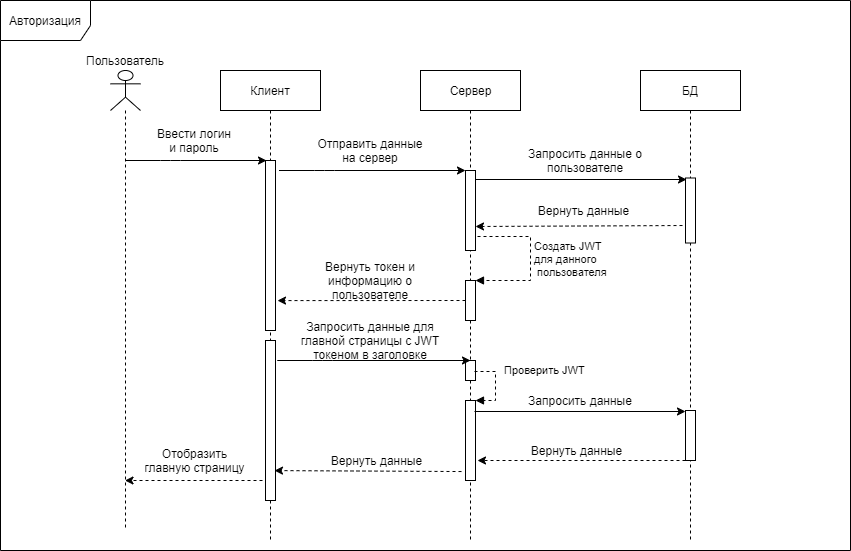 Авторизация
Пользователь
Клиент
Сервер
БД
Ввести логин
и пароль
Отправить данные
на сервер
Запросить данные о
пользователе
Вернуть данные
Создать JWT
для данного
пользователя
Вернуть токен и
информацию о
пользователе
Запросить данные для
главной страницы с JWT
токеном в заголовке
Проверить JWT
Запросить данные
Вернуть данные
Вернуть данные
Отобразить
главную страницу